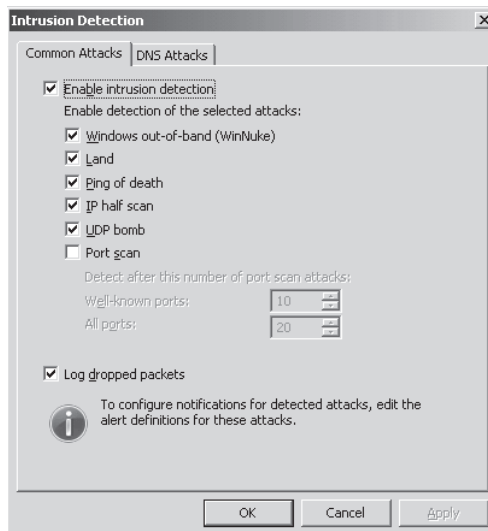 Intrusion Detection
Common Attacks
DNS Attacks
Enable intrusion detection
Enable detection of the selected attacks:
Windows out-of-band (WinNuke)
Land
Ping of death
IP half scan
UDP bomb
Port scan
Detect after this number of port scan attacks:
Well-known ports: 10
All ports: 20
Log dropped packets
To configure notifications for detected attacks, edit the
alert definitions for these attacks.
OK Cancel Apply